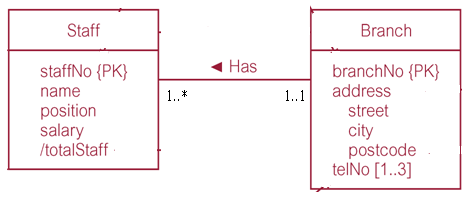 Staff
staffNo {PK}
name
position
salary
/totalStaff
◄ Has
1..*
1..1
Branch
branchNo {PK}
address
street
city
postcode
telNo [1..3]